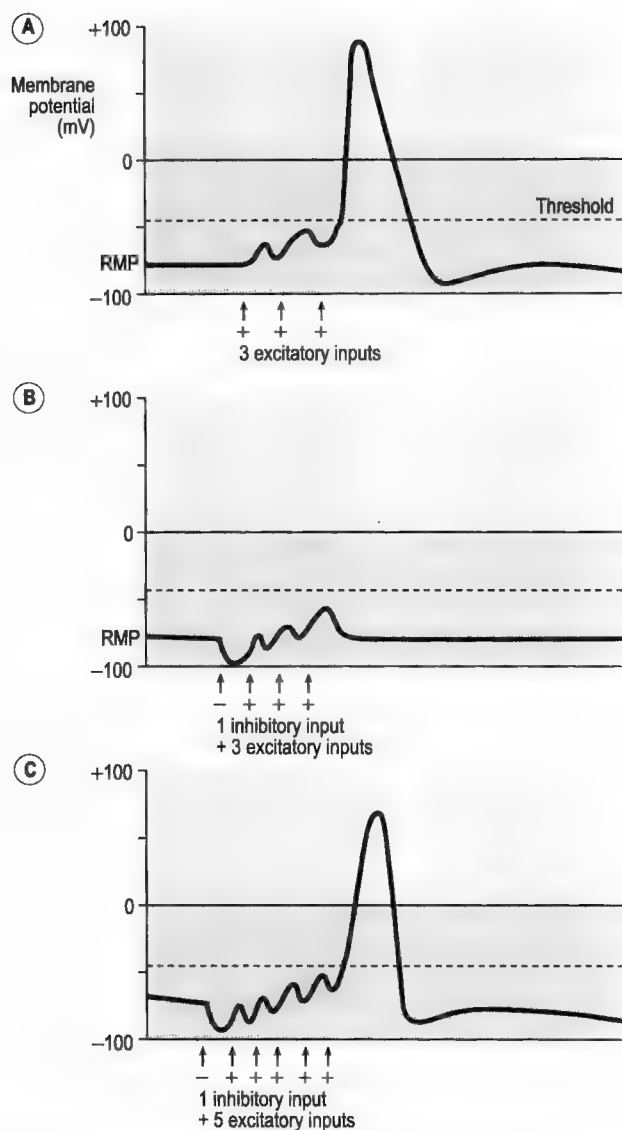 A
+100
Membrane
potential
(mV)
0
Threshold
RMP
–100
+ + +
3 excitatory inputs
B
+100
0
RMP
–100
– + + +
1 inhibitory input
+ 3 excitatory inputs
C
+100
0
–100
– + + + + +
1 inhibitory input
+ 5 excitatory inputs